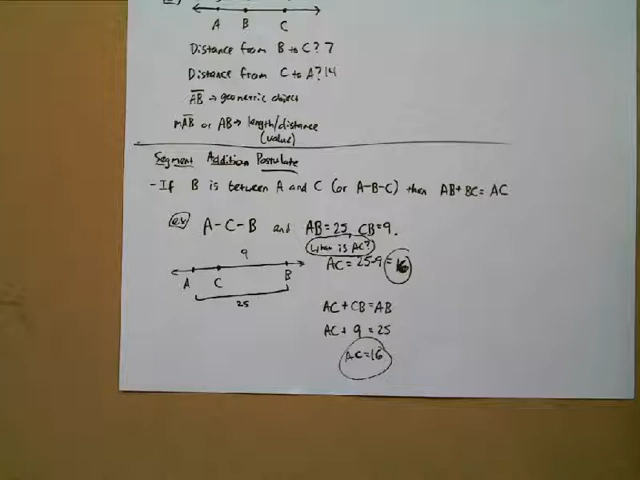 A B C
Distance from B to C? 7
Distance from C to A? 14
AB → geometric object
mAB or AB → length/distance
(value)
Segment Addition Postulate
- If B is between A and C (or A-B-C) then AB + BC = AC
ex A-C-B and AB = 25, CB = 9.
What is AC?
9
AC = 25-9 = 16
A C B
25
AC + CB = AB
AC + 9 = 25
AC = 16